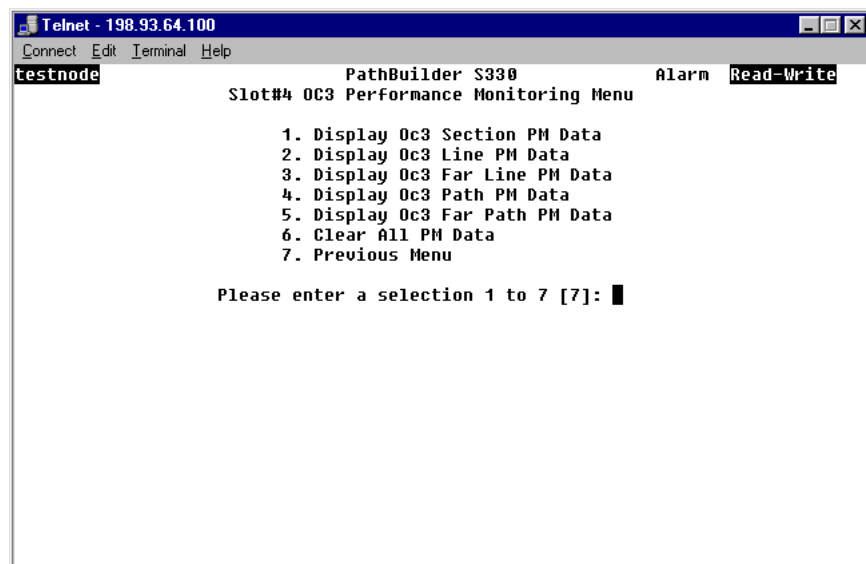 Telnet - 198.93.64.100
Connect Edit Terminal Help
testnode PathBuilder S330 Alarm Read-Write
Slot#4 OC3 Performance Monitoring Menu
1. Display Oc3 Section PM Data
2. Display Oc3 Line PM Data
3. Display Oc3 Far Line PM Data
4. Display Oc3 Path PM Data
5. Display Oc3 Far Path PM Data
6. Clear All PM Data
7. Previous Menu
Please enter a selection 1 to 7 [7]: